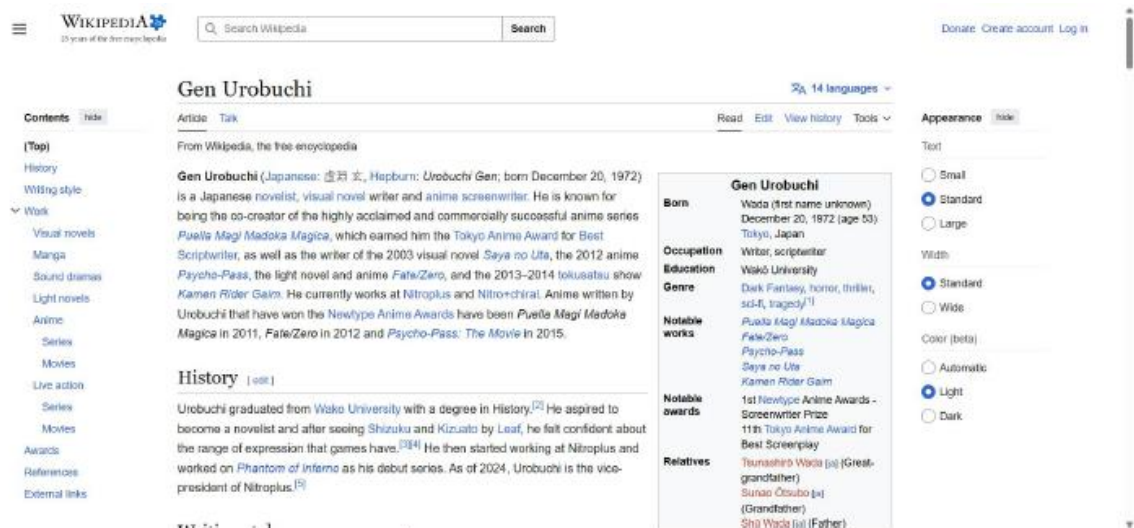 WIKIPEDIA
25 years of the free encyclopedia
Search Wikipedia
Search
Donate Create account Log in
Contents hide
(Top)
History
Writing style
Work
Visual novels
Manga
Sound dramas
Light novels
Anime
Series
Movies
Live action
Series
Movies
Awards
References
External links
Gen Urobuchi
14 languages
Article Talk
Read Edit View history Tools
From Wikipedia, the free encyclopedia
Gen Urobuchi (Japanese: 虚淵 玄, Hepburn: Urobuchi Gen; born December 20, 1972)
is a Japanese novelist, visual novel writer and anime screenwriter. He is known for
being the co-creator of the highly acclaimed and commercially successful anime series
Puella Magi Madoka Magica, which earned him the Tokyo Anime Award for Best
Scriptwriter, as well as the writer of the 2003 visual novel Saya no Uta, the 2012 anime
Psycho-Pass, the light novel and anime Fate/Zero, and the 2013–2014 tokusatsu show
Kamen Rider Gaim. He currently works at Nitroplus and Nitro+chiral. Anime written by
Urobuchi that have won the Newtype Anime Awards have been Puella Magi Madoka
Magica in 2011, Fate/Zero in 2012 and Psycho-Pass: The Movie in 2015.
History [edit]
Urobuchi graduated from Wako University with a degree in History.[2] He aspired to
become a novelist and after seeing Shizuku and Kizuato by Leaf, he felt confident about
the range of expression that games have.[3][4] He then started working at Nitroplus and
worked on Phantom of Inferno as his debut series. As of 2024, Urobuchi is the vice-
president of Nitroplus.[5]
Gen Urobuchi
Born Wada (first name unknown)
December 20, 1972 (age 53)
Tokyo, Japan
Occupation Writer, scriptwriter
Education Wakō University
Genre Dark Fantasy, horror, thriller,
sci-fi, tragedy[1]
Notable works Puella Magi Madoka Magica
Fate/Zero
Psycho-Pass
Saya no Uta
Kamen Rider Gaim
Notable awards 1st Newtype Anime Awards -
Screenwriter Prize
11th Tokyo Anime Award for
Best Screenplay
Relatives Tsunashirō Wada [ja] (Great-
grandfather)
Sunao Ōtsubo [ja]
(Grandfather)
Shū Wada [ja] (Father)
Appearance hide
Text
Small
Standard
Large
Width
Standard
Wide
Color (beta)
Automatic
Light
Dark